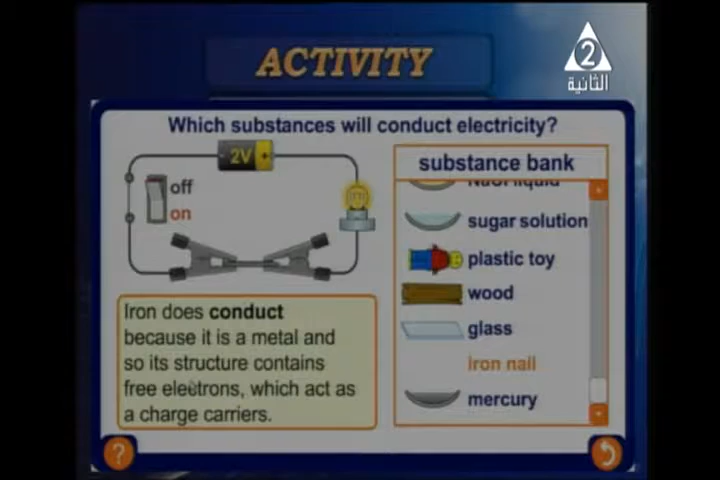 ACTIVITY
2
الثانية
Which substances will conduct electricity?
2V +
off
on
substance bank
NaCl liquid
sugar solution
plastic toy
wood
glass
iron nail
mercury
Iron does conduct
because it is a metal and
so its structure contains
free electrons, which act as
a charge carriers.
?